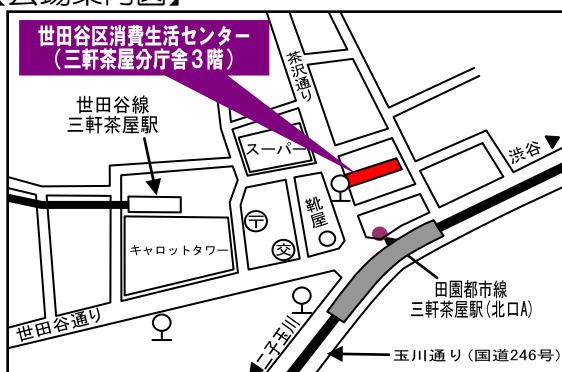 【会場案内図】
世田谷区消費生活センター
（三軒茶屋分庁舎３階）
茶沢通り
世田谷線
三軒茶屋駅
スーパー
渋谷
靴屋
〒
交
キャロットタワー
田園都市線
三軒茶屋駅(北口A)
世田谷通り
二子玉川
玉川通り(国道246号)